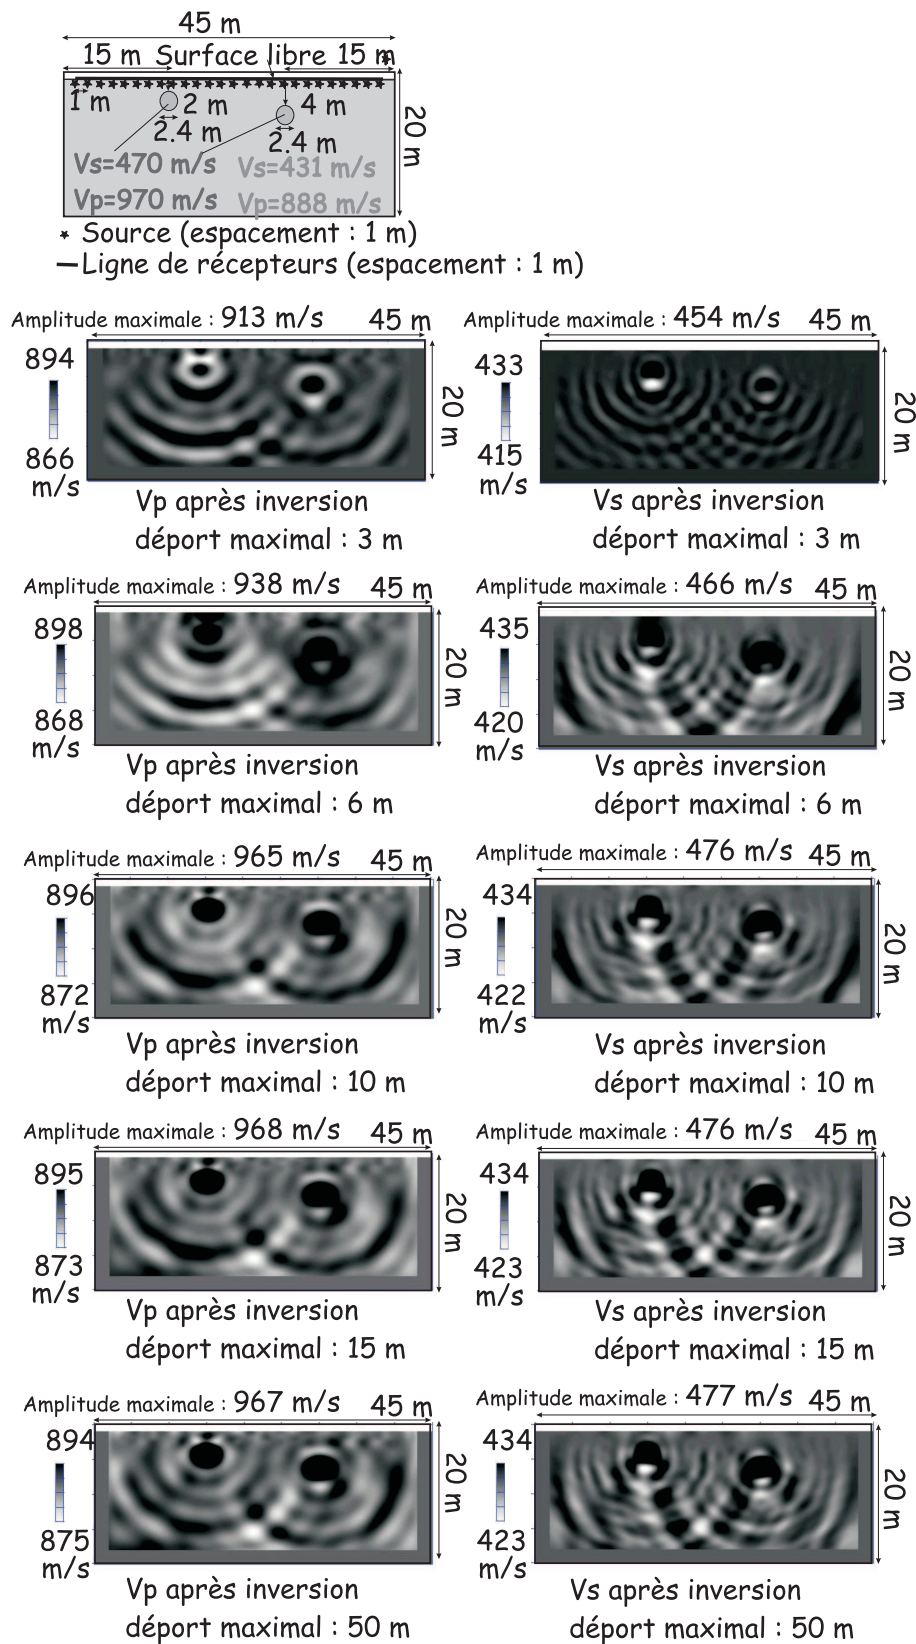 45 m
15 m Surface libre 15 m
1 m 2 m 4 m
20 m
2.4 m 2.4 m
Vs=470 m/s Vs=431 m/s
Vp=970 m/s Vp=888 m/s
Source (espacement : 1 m)
Ligne de récepteurs (espacement : 1 m)
Amplitude maximale : 913 m/s 45 m
894
866
m/s
20 m
Vp après inversion
déport maximal : 3 m
Amplitude maximale : 454 m/s 45 m
433
415
m/s
20 m
Vs après inversion
déport maximal : 3 m
Amplitude maximale : 938 m/s 45 m
898
868
m/s
20 m
Vp après inversion
déport maximal : 6 m
Amplitude maximale : 466 m/s 45 m
435
420
m/s
20 m
Vs après inversion
déport maximal : 6 m
Amplitude maximale : 965 m/s 45 m
896
872
m/s
20 m
Vp après inversion
déport maximal : 10 m
Amplitude maximale : 476 m/s 45 m
434
422
m/s
20 m
Vs après inversion
déport maximal : 10 m
Amplitude maximale : 968 m/s 45 m
895
873
m/s
20 m
Vp après inversion
déport maximal : 15 m
Amplitude maximale : 476 m/s 45 m
434
423
m/s
20 m
Vs après inversion
déport maximal : 15 m
Amplitude maximale : 967 m/s 45 m
894
875
m/s
20 m
Vp après inversion
déport maximal : 50 m
Amplitude maximale : 477 m/s 45 m
434
423
m/s
20 m
Vs après inversion
déport maximal : 50 m